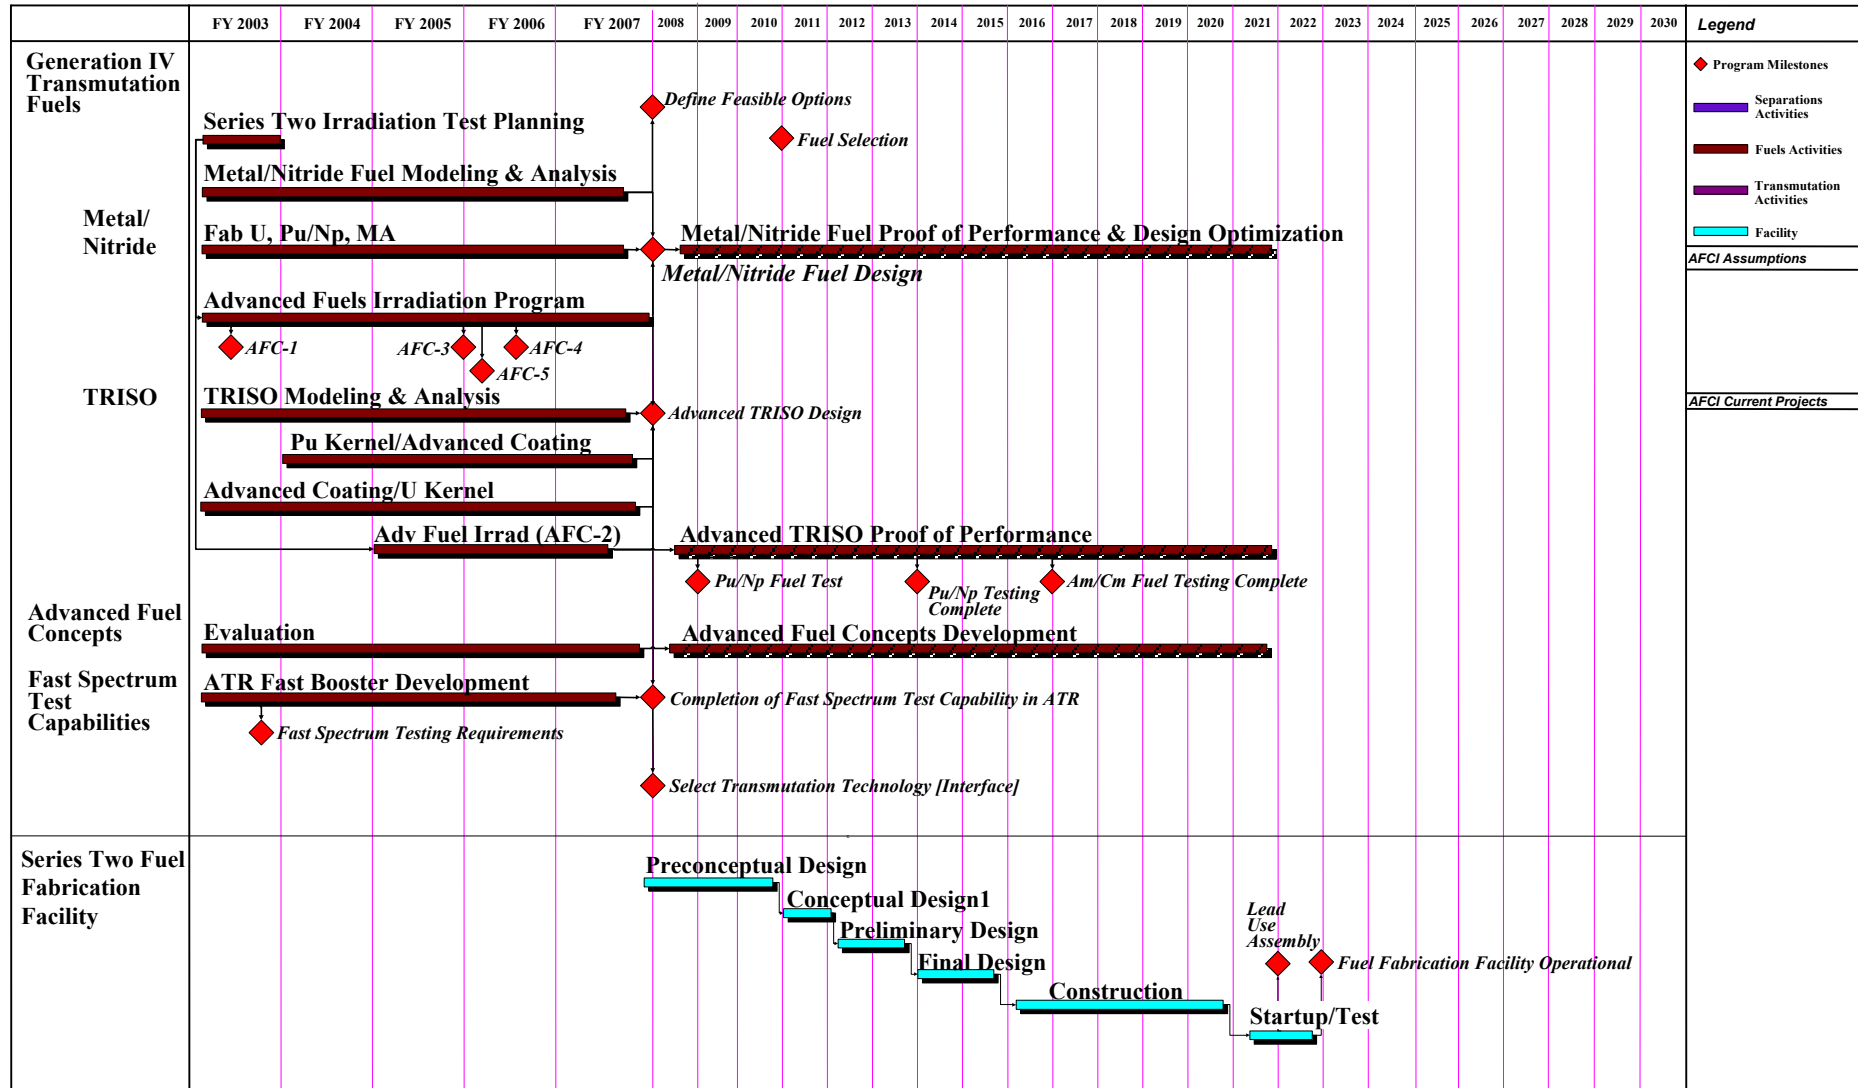 FY 2003 FY 2004 FY 2005 FY 2006 FY 2007 2008 2009 2010 2011 2012 2013 2014 2015 2016 2017 2018 2019 2020 2021 2022 2023 2024 2025 2026 2027 2028 2029 2030
Legend
Program Milestones
Separations
Activities
Fuels Activities
Transmutation
Activities
Facility
AFCI Assumptions
AFCI Current Projects
Generation IV
Transmutation
Fuels
Define Feasible Options
Series Two Irradiation Test Planning
Fuel Selection
Metal/Nitride Fuel Modeling & Analysis
Metal/
Nitride
Fab U, Pu/Np, MA
Metal/Nitride Fuel Proof of Performance & Design Optimization
Metal/Nitride Fuel Design
Advanced Fuels Irradiation Program
AFC-1
AFC-3
AFC-4
AFC-5
TRISO
TRISO Modeling & Analysis
Advanced TRISO Design
Pu Kernel/Advanced Coating
Advanced Coating/U Kernel
Adv Fuel Irrad (AFC-2)
Advanced TRISO Proof of Performance
Pu/Np Fuel Test
Pu/Np Testing
Complete
Am/Cm Fuel Testing Complete
Advanced Fuel
Concepts
Evaluation
Advanced Fuel Concepts Development
Fast Spectrum
Test
Capabilities
ATR Fast Booster Development
Completion of Fast Spectrum Test Capability in ATR
Fast Spectrum Testing Requirements
Select Transmutation Technology [Interface]
Series Two Fuel
Fabrication
Facility
Preconceptual Design
Conceptual Design1
Preliminary Design
Final Design
Construction
Lead
Use
Assembly
Fuel Fabrication Facility Operational
Startup/Test